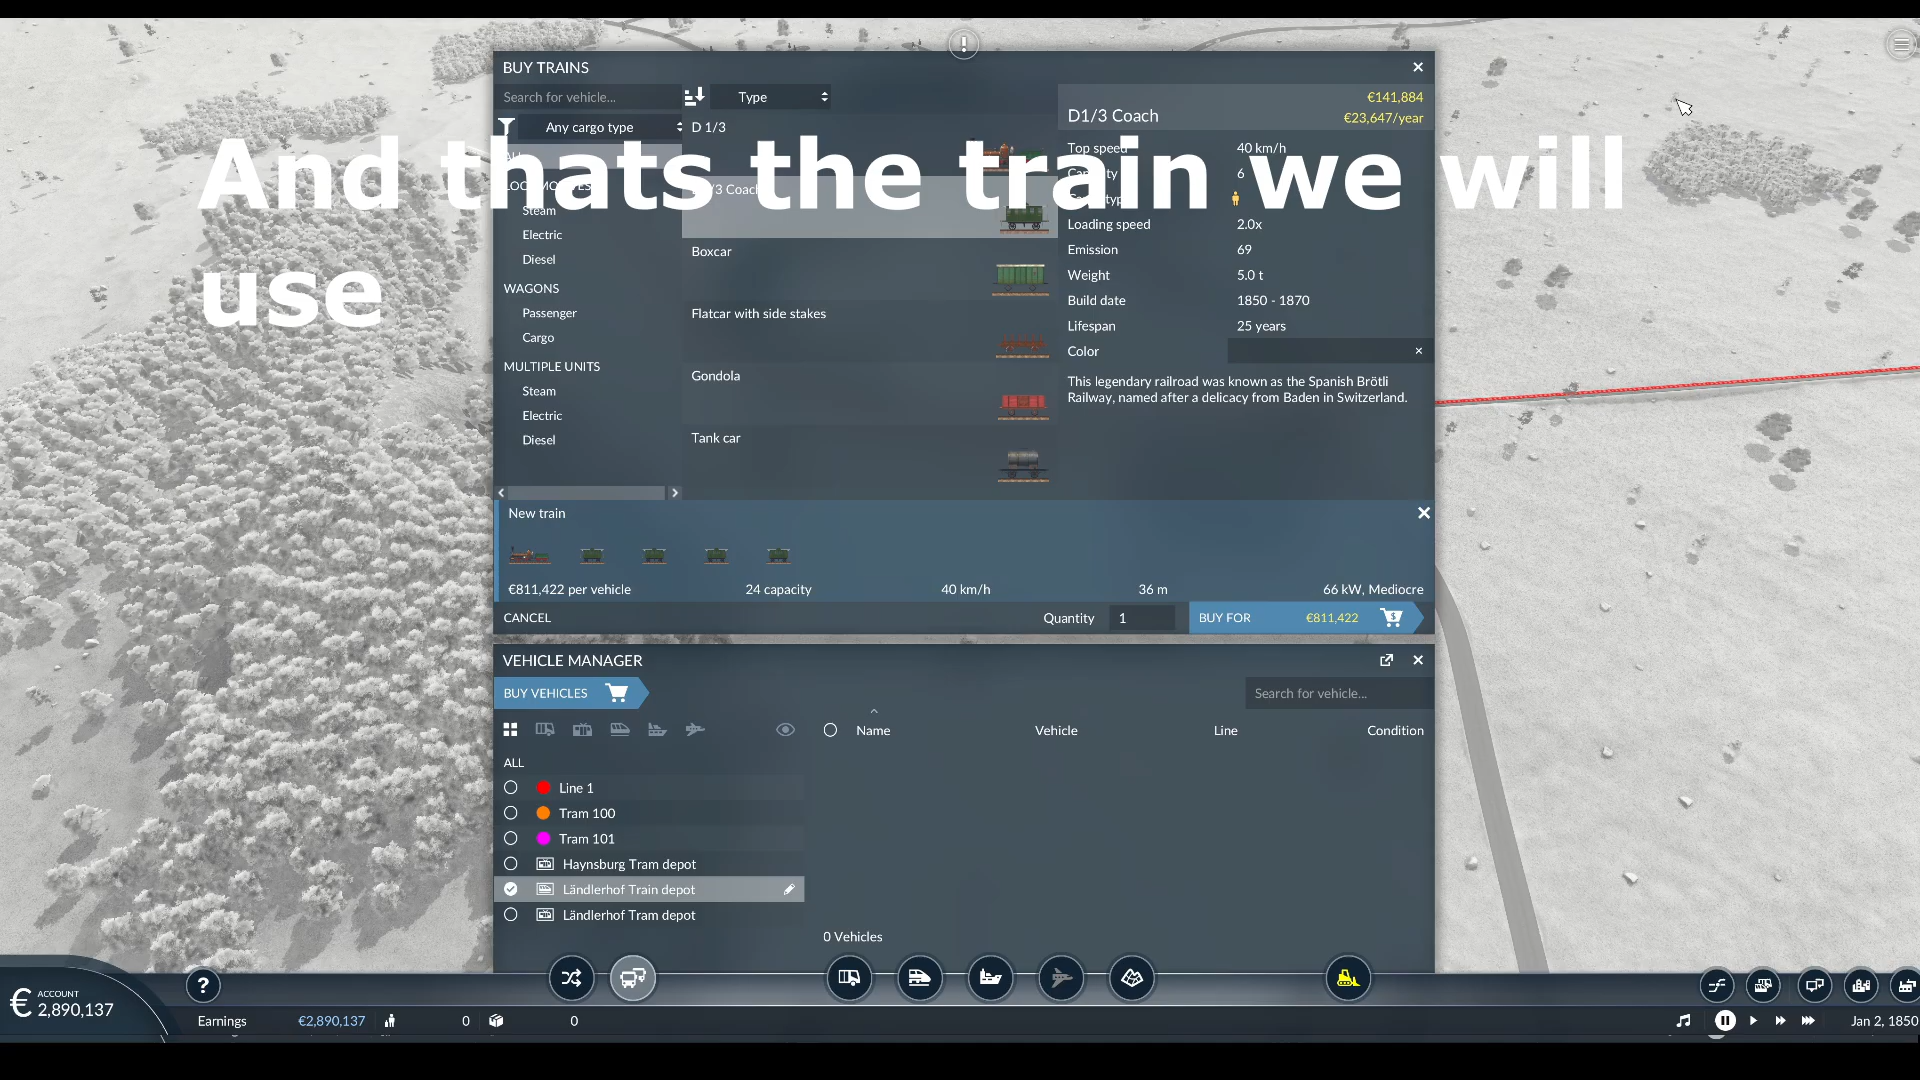 BUY TRAINS
Search for vehicle...
Type
Any cargo type
D 1/3
D1/3 Coach
€141,884
€23,647/year
And thats the train we will
use
Steam
Electric
Diesel
WAGONS
Passenger
Cargo
MULTIPLE UNITS
Steam
Electric
Diesel
Boxcar
Flatcar with side stakes
Gondola
Tank car
Top speed 40 km/h
6
Loading speed 2.0x
Emission 69
Weight 5.0 t
Build date 1850 - 1870
Lifespan 25 years
Color
This legendary railroad was known as the Spanish Brötli
Railway, named after a delicacy from Baden in Switzerland.
New train
€811,422 per vehicle 24 capacity 40 km/h 36 m 66 kW, Mediocre
CANCEL Quantity 1 BUY FOR €811,422
VEHICLE MANAGER
BUY VEHICLES Search for vehicle...
Name Vehicle Line Condition
ALL
Line 1
Tram 100
Tram 101
Haynsburg Tram depot
Ländlerhof Train depot
Ländlerhof Tram depot
0 Vehicles
€ ACCOUNT
2,890,137
?
Earnings €2,890,137 0 0 Jan 2, 1850